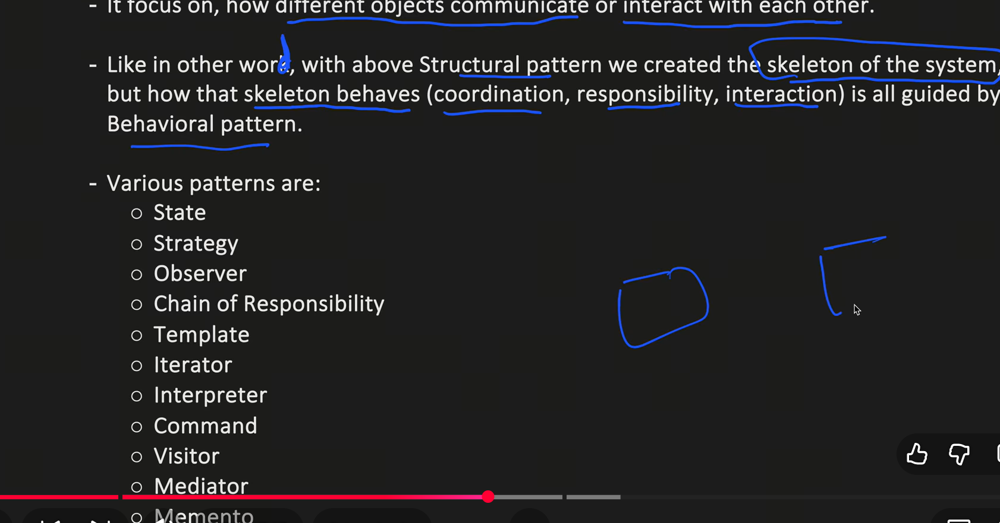 - It focus on, how different objects communicate or interact with each other.
- Like in other word, with above Structural pattern we created the skeleton of the system,
but how that skeleton behaves (coordination, responsibility, interaction) is all guided by
Behavioral pattern.
- Various patterns are:
○ State
○ Strategy
○ Observer
○ Chain of Responsibility
○ Template
○ Iterator
○ Interpreter
○ Command
○ Visitor
○ Mediator
○ Memento